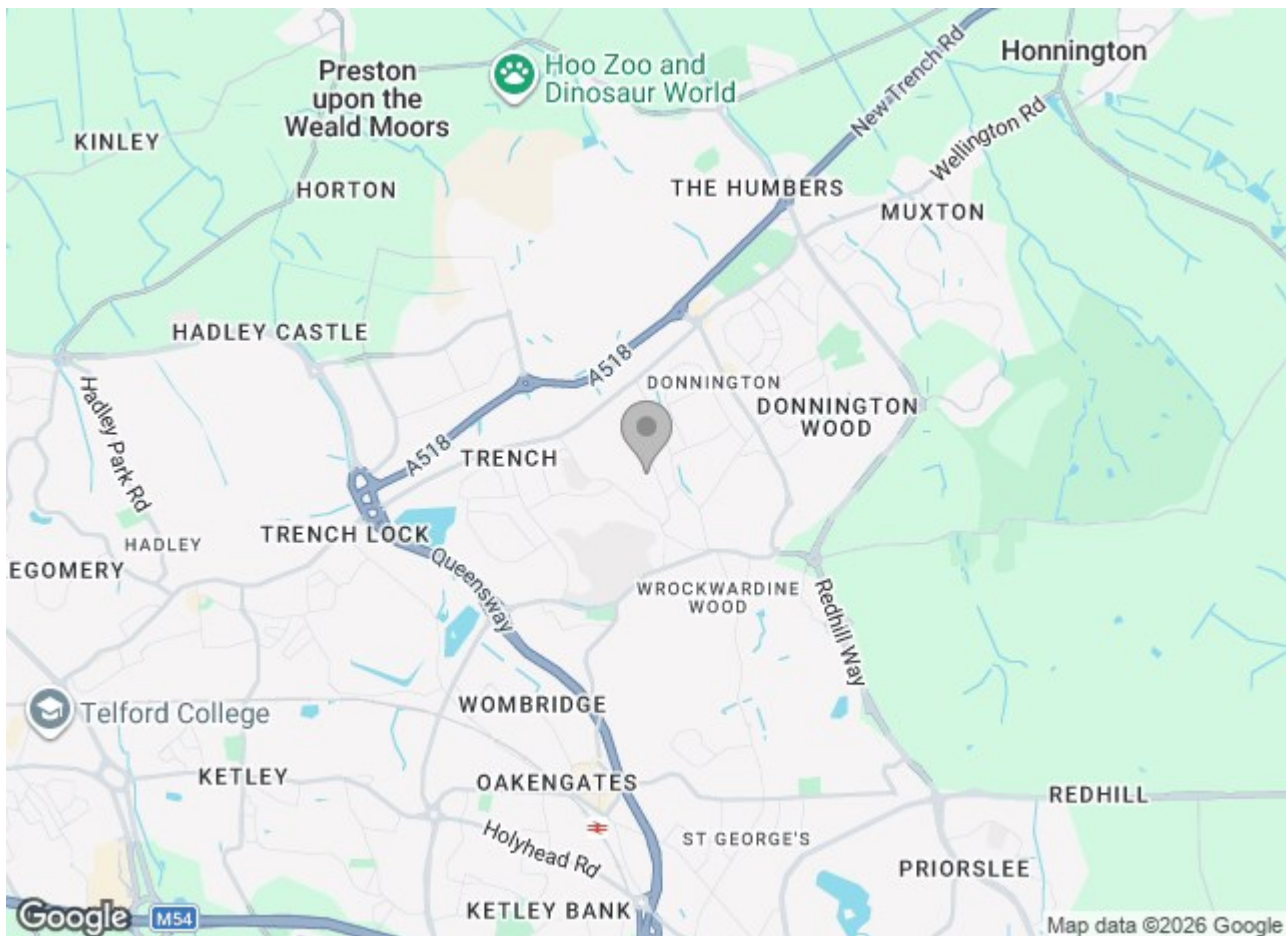 Honnington
New Trench Rd
Hoo Zoo and
Dinosaur World
Preston
upon the
Weald Moors
Wellington Rd
KINLEY
HORTON
THE HUMBERS
MUXTON
HADLEY CASTLE
A518
DONNINGTON
DONNINGTON
WOOD
Hadley Park Rd
A518
TRENCH
TRENCH LOCK
HADLEY
EGOMERY
Queensway
WROCKWARDINE
WOOD
Redhill Way
WOMBRIDGE
Telford College
KETLEY
OAKENGATES
REDHILL
Holyhead Rd
ST GEORGE'S
PRIORSLEE
KETLEY BANK
Google
M54
Map data ©2026 Google